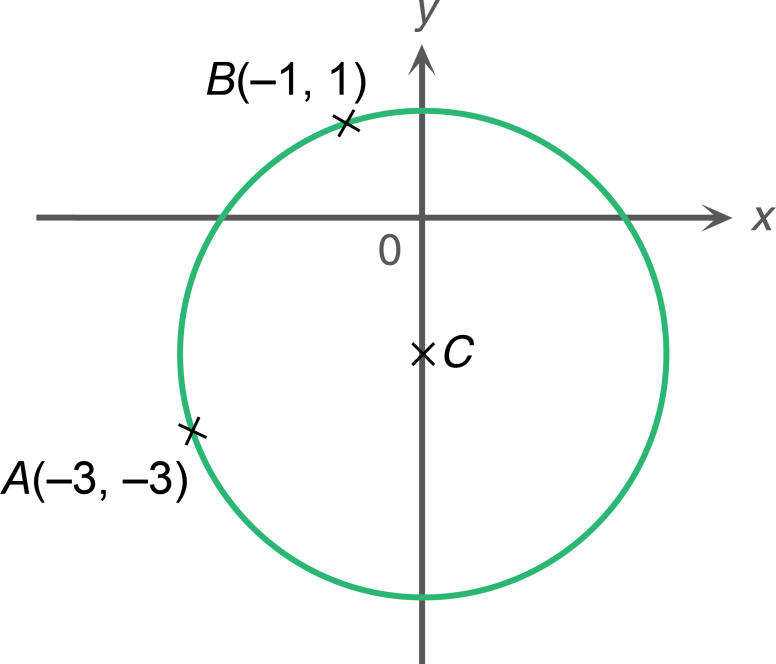 y
B(–1, 1)
x
0
C
A(–3, –3)